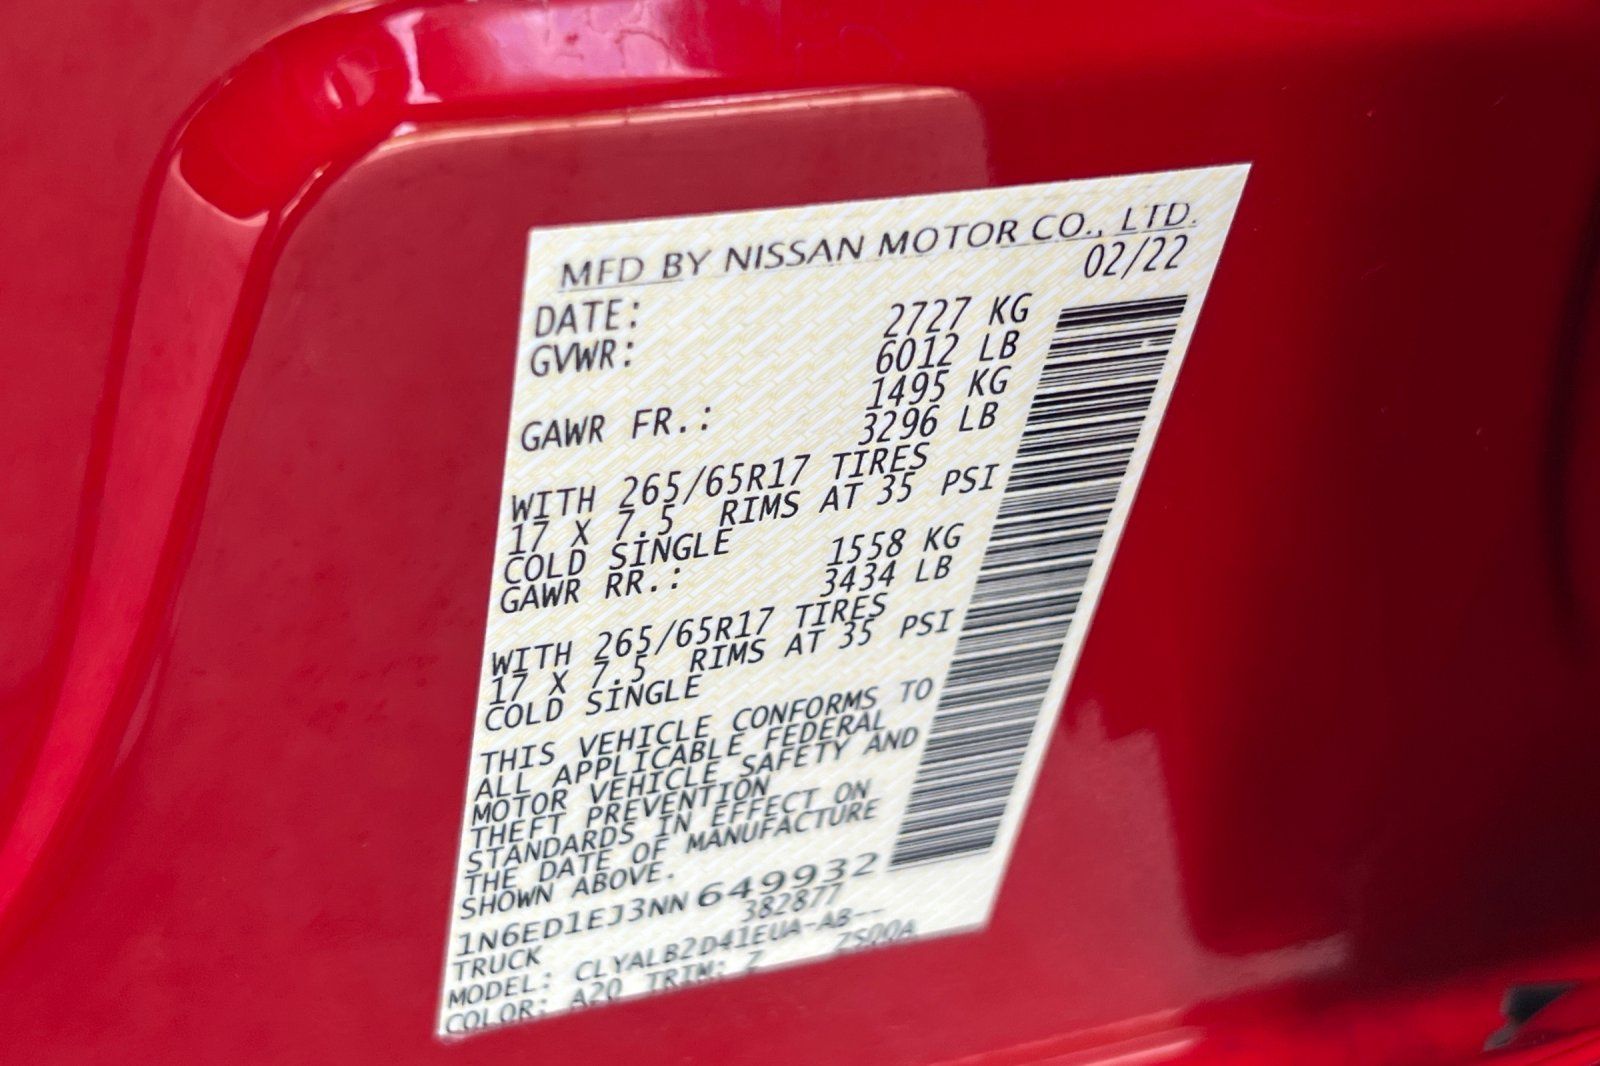 MFD BY NISSAN MOTOR CO., LTD.
DATE: 02/22
GVWR: 2727 KG
6012 LB
GAWR FR.: 1495 KG
3296 LB
WITH 265/65R17 TIRES
17 X 7.5 RIMS AT 35 PSI
COLD SINGLE
GAWR RR.: 1558 KG
3434 LB
WITH 265/65R17 TIRES
17 X 7.5 RIMS AT 35 PSI
COLD SINGLE
THIS VEHICLE CONFORMS TO
ALL APPLICABLE FEDERAL
MOTOR VEHICLE SAFETY AND
THEFT PREVENTION
STANDARDS IN EFFECT ON
THE DATE OF MANUFACTURE
SHOWN ABOVE.
1N6ED1EJ3NN649932
TRUCK 382877
MODEL: CLYALB2D41EUA-AB--
COLOR: A20 TRIM: Z ZS00A